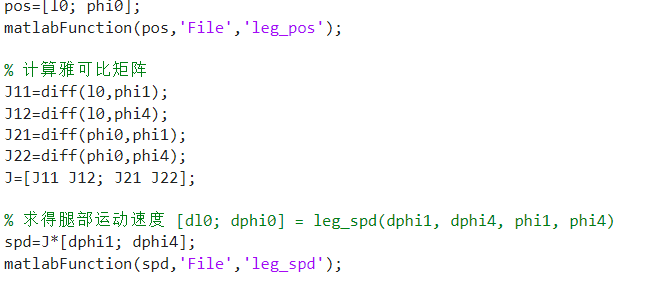 pos=[l0; phi0];
matlabFunction(pos,'File','leg_pos');
% 计算雅可比矩阵
J11=diff(l0,phi1);
J12=diff(l0,phi4);
J21=diff(phi0,phi1);
J22=diff(phi0,phi4);
J=[J11 J12; J21 J22];
% 求得腿部运动速度 [dl0; dphi0] = leg_spd(dphi1, dphi4, phi1, phi4)
spd=J*[dphi1; dphi4];
matlabFunction(spd,'File','leg_spd');